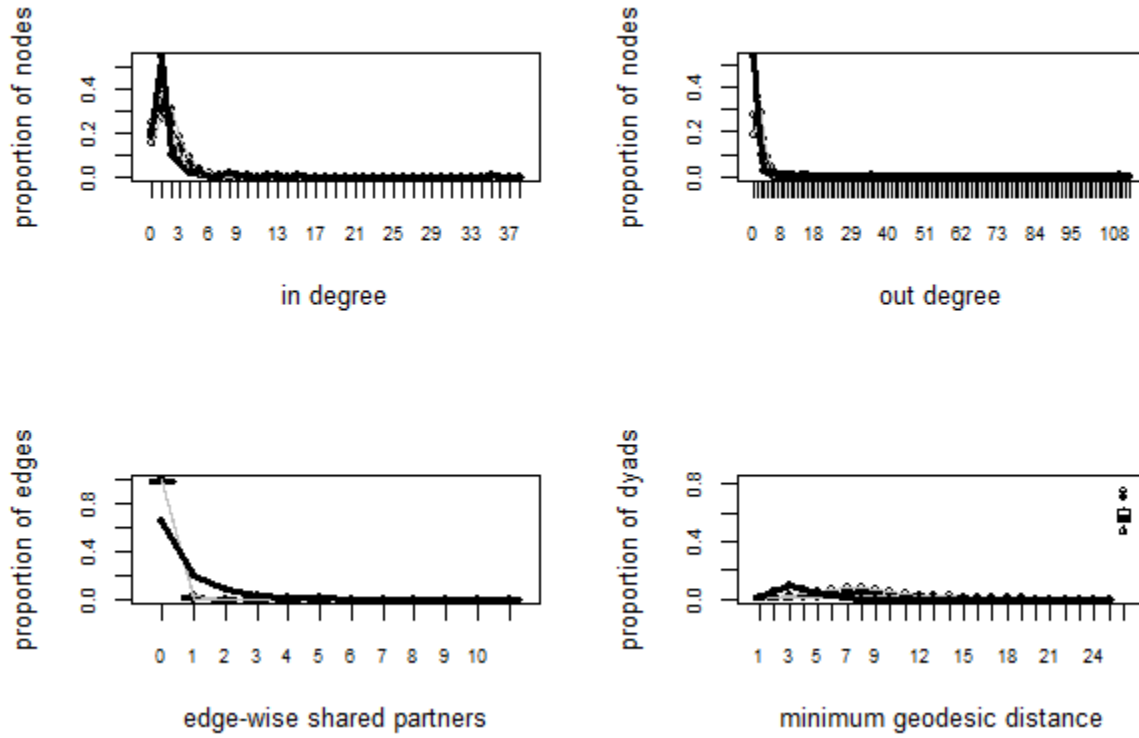 proportion of nodes
0.0 0.2 0.4
0 3 6 9 13 17 21 25 29 33 37
in degree
proportion of nodes
0.0 0.2 0.4
0 8 18 29 40 51 62 73 84 95 108
out degree
proportion of edges
0.0 0.4 0.8
0 1 2 3 4 5 6 7 8 9 10
edge-wise shared partners
proportion of dyads
0.0 0.4 0.8
1 3 5 7 9 12 15 18 21 24
minimum geodesic distance